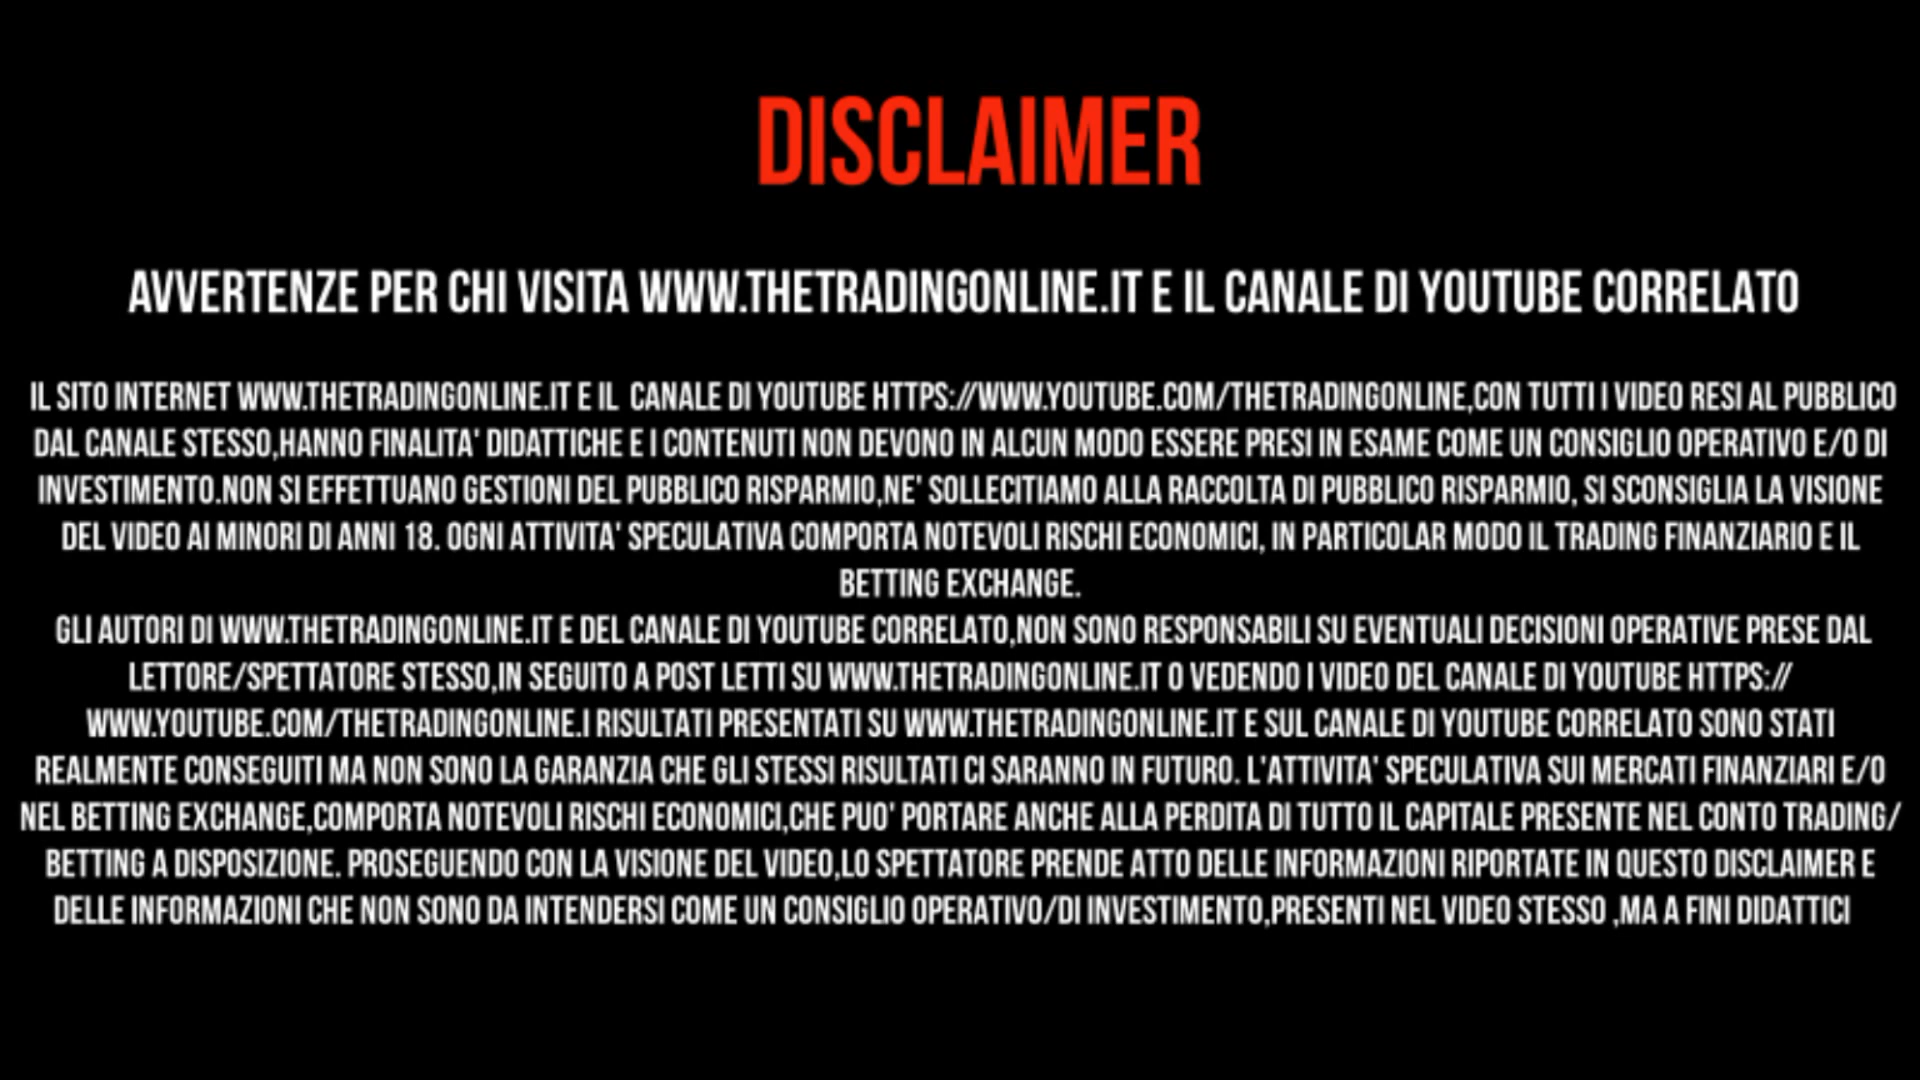 DISCLAIMER
AVVERTENZE PER CHI VISITA WWW.THETRADINGONLINE.IT E IL CANALE DI YOUTUBE CORRELATO
IL SITO INTERNET WWW.THETRADINGONLINE.IT E IL CANALE DI YOUTUBE HTTPS://WWW.YOUTUBE.COM/THETRADINGONLINE,CON TUTTI I VIDEO RESI AL PUBBLICO
DAL CANALE STESSO,HANNO FINALITA' DIDATTICHE E I CONTENUTI NON DEVONO IN ALCUN MODO ESSERE PRESI IN ESAME COME UN CONSIGLIO OPERATIVO E/O DI
INVESTIMENTO.NON SI EFFETTUANO GESTIONI DEL PUBBLICO RISPARMIO,NE' SOLLECITIAMO ALLA RACCOLTA DI PUBBLICO RISPARMIO, SI SCONSIGLIA LA VISIONE
DEL VIDEO AI MINORI DI ANNI 18. OGNI ATTIVITA' SPECULATIVA COMPORTA NOTEVOLI RISCHI ECONOMICI, IN PARTICOLAR MODO IL TRADING FINANZIARIO E IL
BETTING EXCHANGE.
GLI AUTORI DI WWW.THETRADINGONLINE.IT E DEL CANALE DI YOUTUBE CORRELATO,NON SONO RESPONSABILI SU EVENTUALI DECISIONI OPERATIVE PRESE DAL
LETTORE/SPETTATORE STESSO,IN SEGUITO A POST LETTI SU WWW.THETRADINGONLINE.IT O VEDENDO I VIDEO DEL CANALE DI YOUTUBE HTTPS://
WWW.YOUTUBE.COM/THETRADINGONLINE.I RISULTATI PRESENTATI SU WWW.THETRADINGONLINE.IT E SUL CANALE DI YOUTUBE CORRELATO SONO STATI
REALMENTE CONSEGUITI MA NON SONO LA GARANZIA CHE GLI STESSI RISULTATI CI SARANNO IN FUTURO. L'ATTIVITA' SPECULATIVA SUI MERCATI FINANZIARI E/O
NEL BETTING EXCHANGE,COMPORTA NOTEVOLI RISCHI ECONOMICI,CHE PUO' PORTARE ANCHE ALLA PERDITA DI TUTTO IL CAPITALE PRESENTE NEL CONTO TRADING/
BETTING A DISPOSIZIONE. PROSEGUENDO CON LA VISIONE DEL VIDEO,LO SPETTATORE PRENDE ATTO DELLE INFORMAZIONI RIPORTATE IN QUESTO DISCLAIMER E
DELLE INFORMAZIONI CHE NON SONO DA INTENDERSI COME UN CONSIGLIO OPERATIVO/DI INVESTIMENTO,PRESENTI NEL VIDEO STESSO ,MA A FINI DIDATTICI